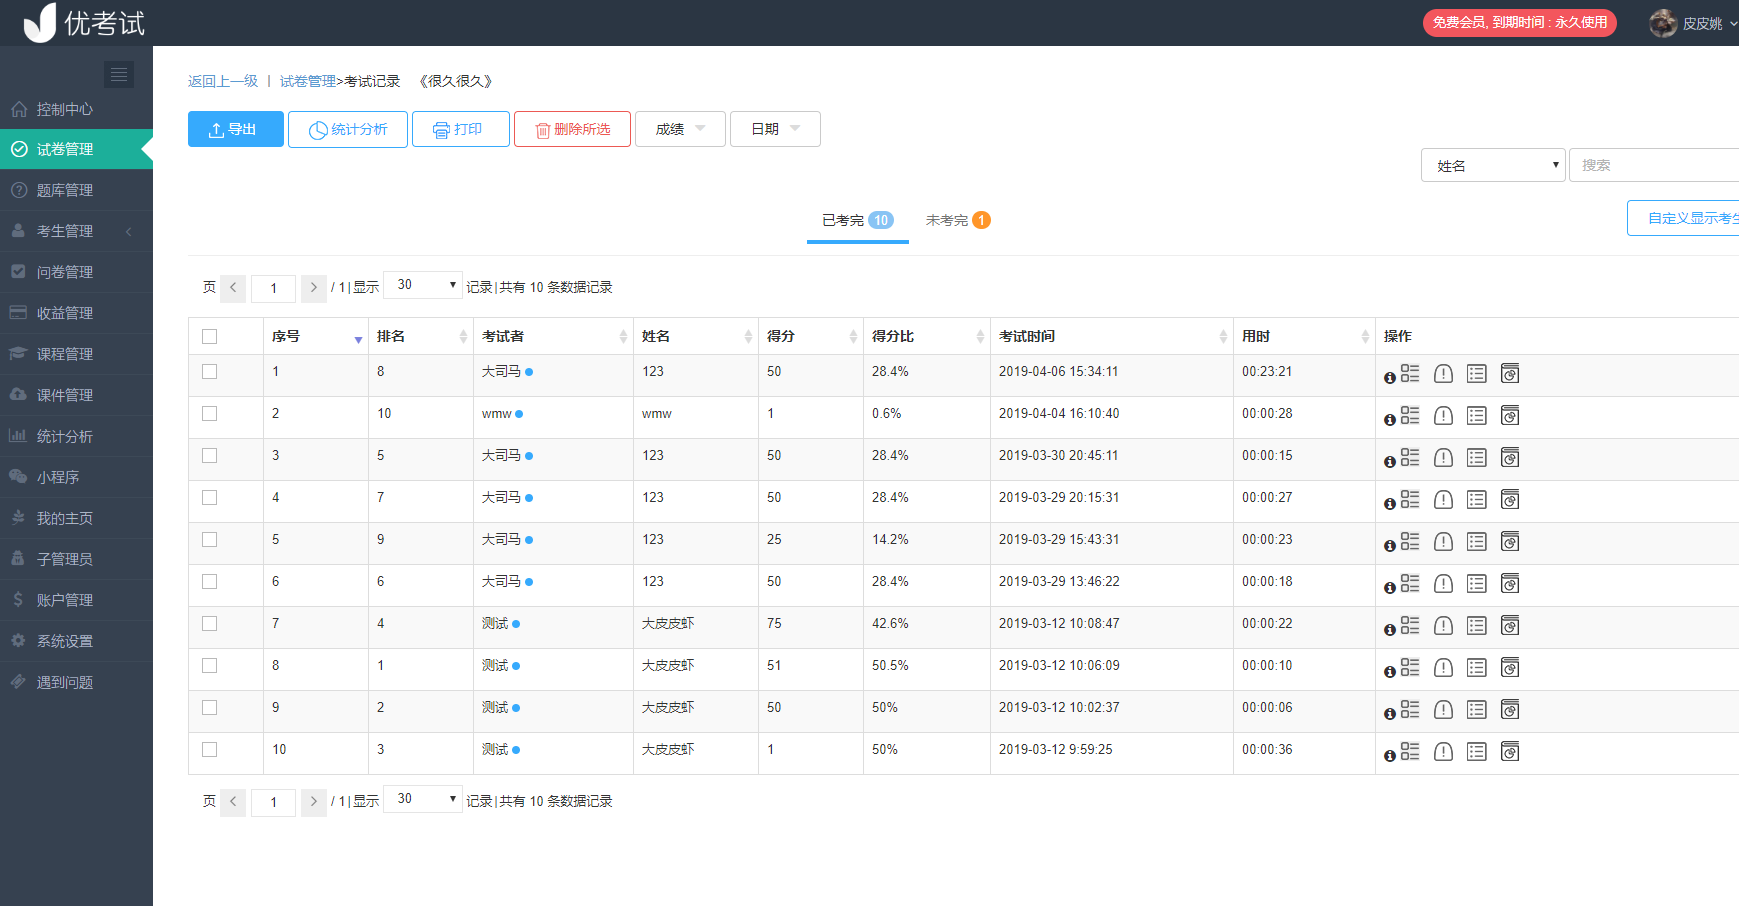 优考试
免费会员, 到期时间 : 永久使用
皮皮姚
控制中心
试卷管理
题库管理
考生管理
问卷管理
收益管理
课程管理
课件管理
统计分析
小程序
我的主页
子管理员
账户管理
系统设置
遇到问题
返回上一级 | 试卷管理>考试记录 《很久很久》
导出 统计分析 打印 删除所选 成绩 日期
姓名 搜索
已考完 10 未考完 1
自定义显示考生
页 1 / 1 | 显示 30 记录 | 共有 10 条数据记录
序号 排名 考试者 姓名 得分 得分比 考试时间 用时 操作
1 8 大司马 123 50 28.4% 2019-04-06 15:34:11 00:23:21
2 10 wmw wmw 1 0.6% 2019-04-04 16:10:40 00:00:28
3 5 大司马 123 50 28.4% 2019-03-30 20:45:11 00:00:15
4 7 大司马 123 50 28.4% 2019-03-29 20:15:31 00:00:27
5 9 大司马 123 25 14.2% 2019-03-29 15:43:31 00:00:23
6 6 大司马 123 50 28.4% 2019-03-29 13:46:22 00:00:18
7 4 测试 大皮皮虾 75 42.6% 2019-03-12 10:08:47 00:00:22
8 1 测试 大皮皮虾 51 50.5% 2019-03-12 10:06:09 00:00:10
9 2 测试 大皮皮虾 50 50% 2019-03-12 10:02:37 00:00:06
10 3 测试 大皮皮虾 1 50% 2019-03-12 9:59:25 00:00:36
页 1 / 1 | 显示 30 记录 | 共有 10 条数据记录